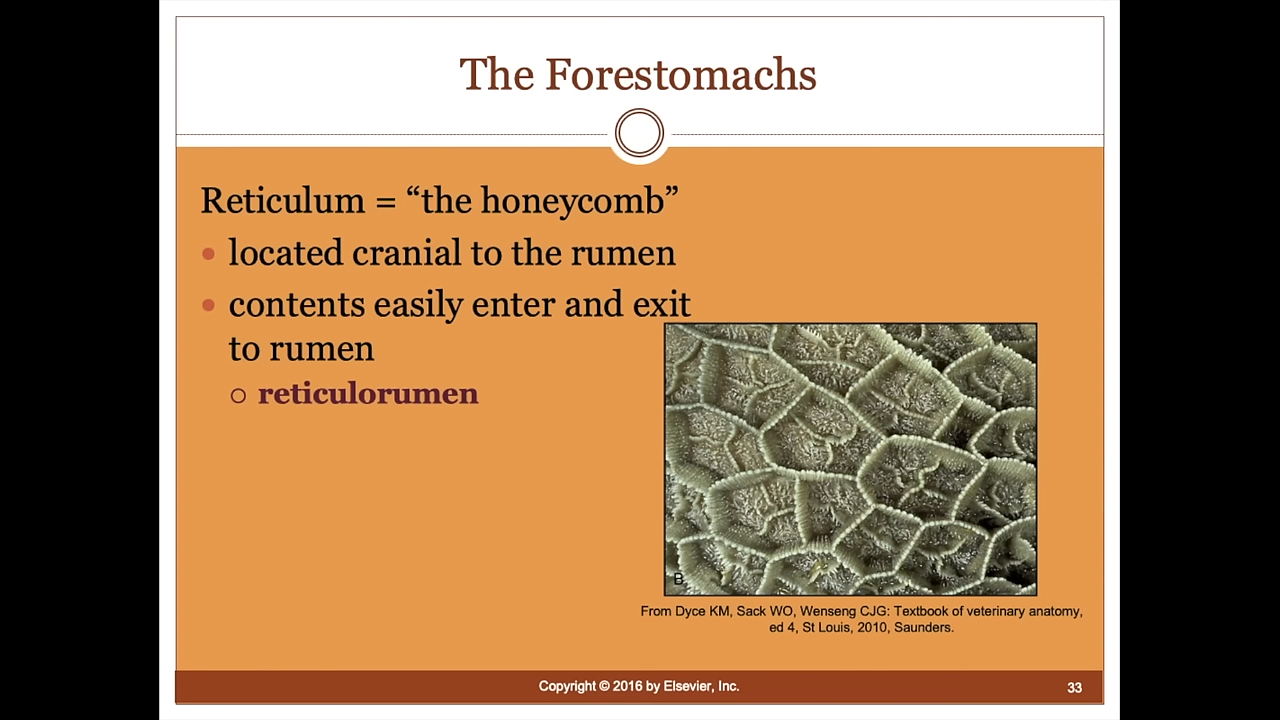 The Forestomachs
Reticulum = “the honeycomb”
• located cranial to the rumen
• contents easily enter and exit
to rumen
○ reticulorumen
B
From Dyce KM, Sack WO, Wenseng CJG: Textbook of veterinary anatomy,
ed 4, St Louis, 2010, Saunders.
Copyright © 2016 by Elsevier, Inc.
33